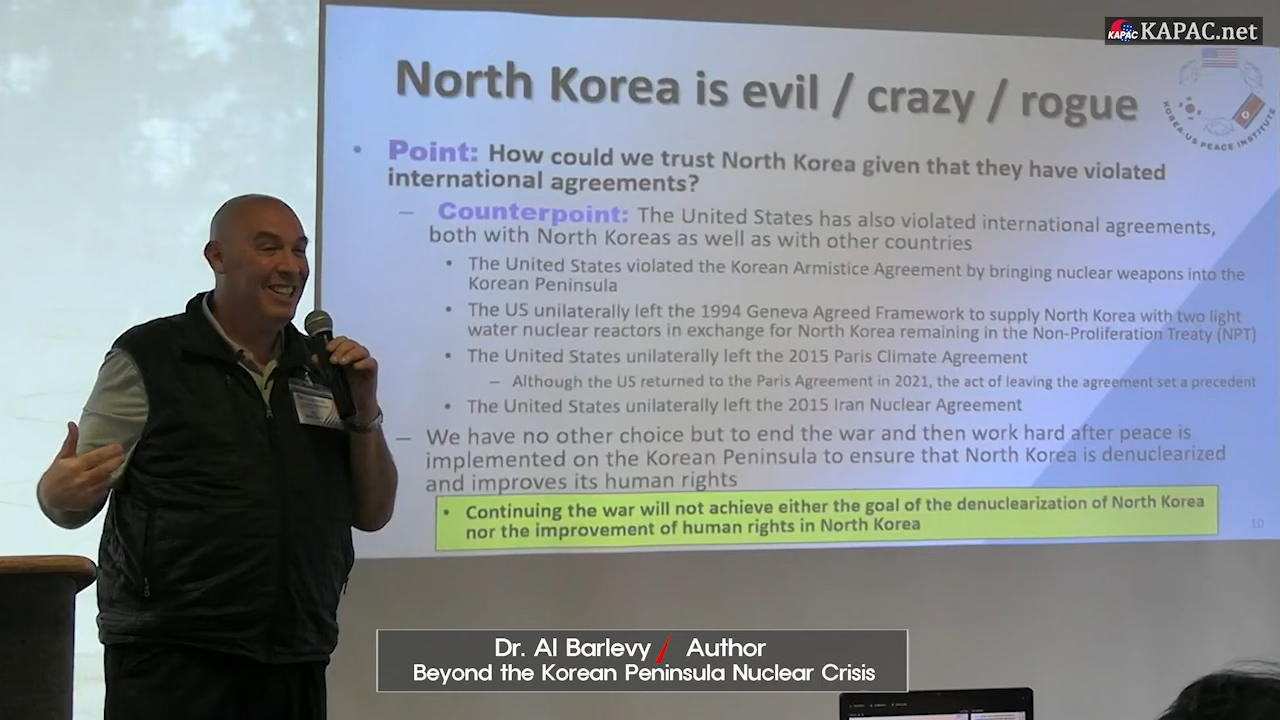 KAPAC KAPAC.net
North Korea is evil / crazy / rogue
KOREA-US PEACE INSTITUTE
• Point: How could we trust North Korea given that they have violated
international agreements?
– Counterpoint: The United States has also violated international agreements,
both with North Koreas as well as with other countries
• The United States violated the Korean Armistice Agreement by bringing nuclear weapons into the
Korean Peninsula
• The US unilaterally left the 1994 Geneva Agreed Framework to supply North Korea with two light
water nuclear reactors in exchange for North Korea remaining in the Non-Proliferation Treaty (NPT)
• The United States unilaterally left the 2015 Paris Climate Agreement
– Although the US returned to the Paris Agreement in 2021, the act of leaving the agreement set a precedent
• The United States unilaterally left the 2015 Iran Nuclear Agreement
– We have no other choice but to end the war and then work hard after peace is
implemented on the Korean Peninsula to ensure that North Korea is denuclearized
and improves its human rights
• Continuing the war will not achieve either the goal of the denuclearization of North Korea
nor the improvement of human rights in North Korea
10
Dr. Al Barlevy / Author
Beyond the Korean Peninsula Nuclear Crisis